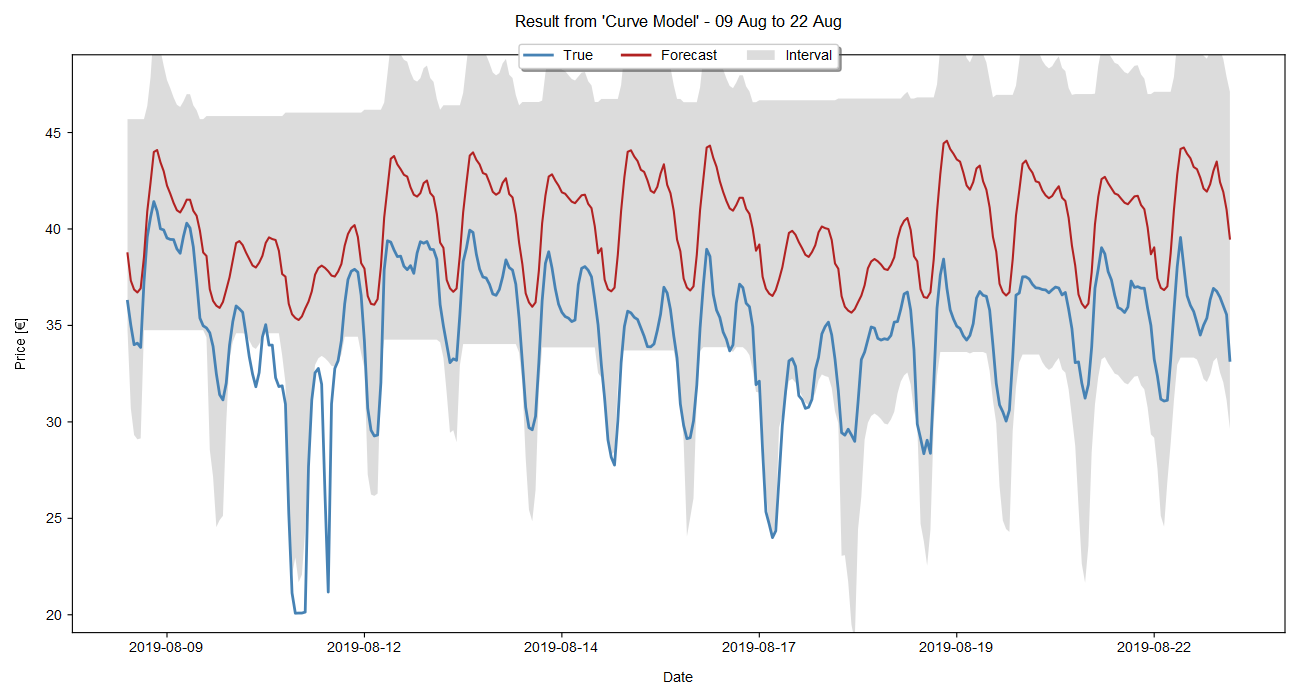 Result from 'Curve Model' - 09 Aug to 22 Aug
True Forecast Interval
45
40
35
30
25
20
Price [€]
2019-08-09 2019-08-12 2019-08-14 2019-08-17 2019-08-19 2019-08-22
Date